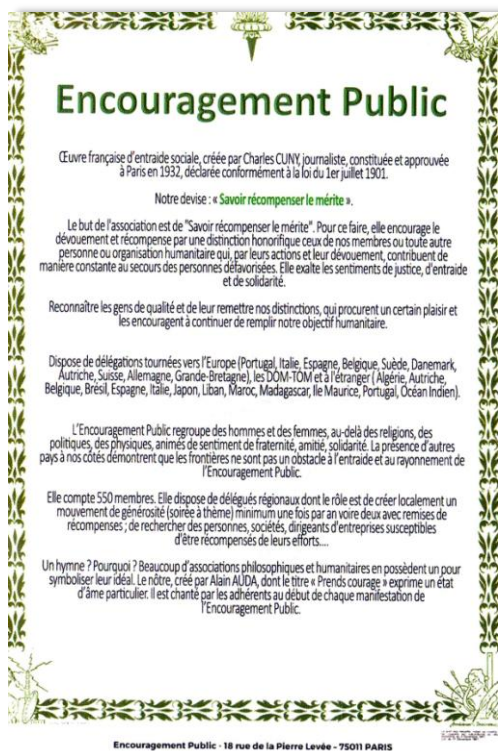 Encouragement Public
Œuvre française d'entraide sociale, créée par Charles CUNY, journaliste, constituée et approuvée
à Paris en 1932, déclarée conformément à la loi du 1er juillet 1901.
Notre devise : « Savoir récompenser le mérite ».
Le but de l'association est de "Savoir récompenser le mérite". Pour ce faire, elle encourage le
dévouement et récompense par une distinction honorifique ceux de nos membres ou toute autre
personne ou organisation humanitaire qui, par leurs actions et leur dévouement, contribuent de
manière constante au secours des personnes défavorisées. Elle exalte les sentiments de justice, d'entraide
et de solidarité.
Reconnaître les gens de qualité et de leur remettre nos distinctions, qui procurent un certain plaisir et
les encouragent à continuer de remplir notre objectif humanitaire.
Dispose de délégations tournées vers l'Europe (Portugal, Italie, Espagne, Belgique, Suède, Danemark,
Autriche, Suisse, Allemagne, Grande-Bretagne), les DOM-TOM et à l'étranger ( Algérie, Autriche,
Belgique, Brésil, Espagne, Italie, Japon, Liban, Maroc, Madagascar, Ile Maurice, Portugal, Océan Indien).
L'Encouragement Public regroupe des hommes et des femmes, au-delà des religions, des
politiques, des physiques, animés de sentiment de fraternité, amitié, solidarité. La présence d'autres
pays à nos côtés démontrent que les frontières ne sont pas un obstacle à l'entraide et au rayonnement de
l'Encouragement Public.
Elle compte 550 membres. Elle dispose de délégués régionaux dont le rôle est de créer localement un
mouvement de générosité (soirée à thème) minimum une fois par an voire deux avec remises de
récompenses ; de rechercher des personnes, sociétés, dirigeants d'entreprises susceptibles
d'être récompensés de leurs efforts....
Un hymne ? Pourquoi ? Beaucoup d'associations philosophiques et humanitaires en possèdent un pour
symboliser leur idéal. Le nôtre, créé par Alain AUDA, dont le titre « Prends courage » exprime un état
d'âme particulier. Il est chanté par les adhérents au début de chaque manifestation de
l'Encouragement Public.
Encouragement Public - 18 rue de la Pierre Levée - 75011 PARIS